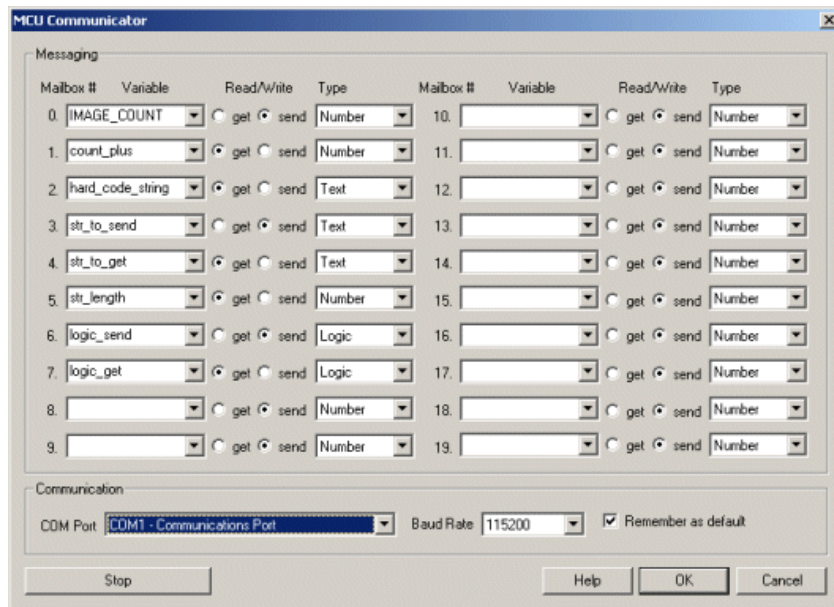 MCU Communicator
Messaging
Mailbox # Variable Read/Write Type Mailbox # Variable Read/Write Type
0. IMAGE_COUNT get send Number 10. get send Number
1. count_plus get send Number 11. get send Number
2. hard_code_string get send Text 12. get send Number
3. str_to_send get send Text 13. get send Number
4. str_to_get get send Text 14. get send Number
5. str_length get send Number 15. get send Number
6. logic_send get send Logic 16. get send Number
7. logic_get get send Logic 17. get send Number
8. get send Number 18. get send Number
9. get send Number 19. get send Number
Communication
COM Port COM1 - Communications Port Baud Rate 115200 Remember as default
Stop Help OK Cancel